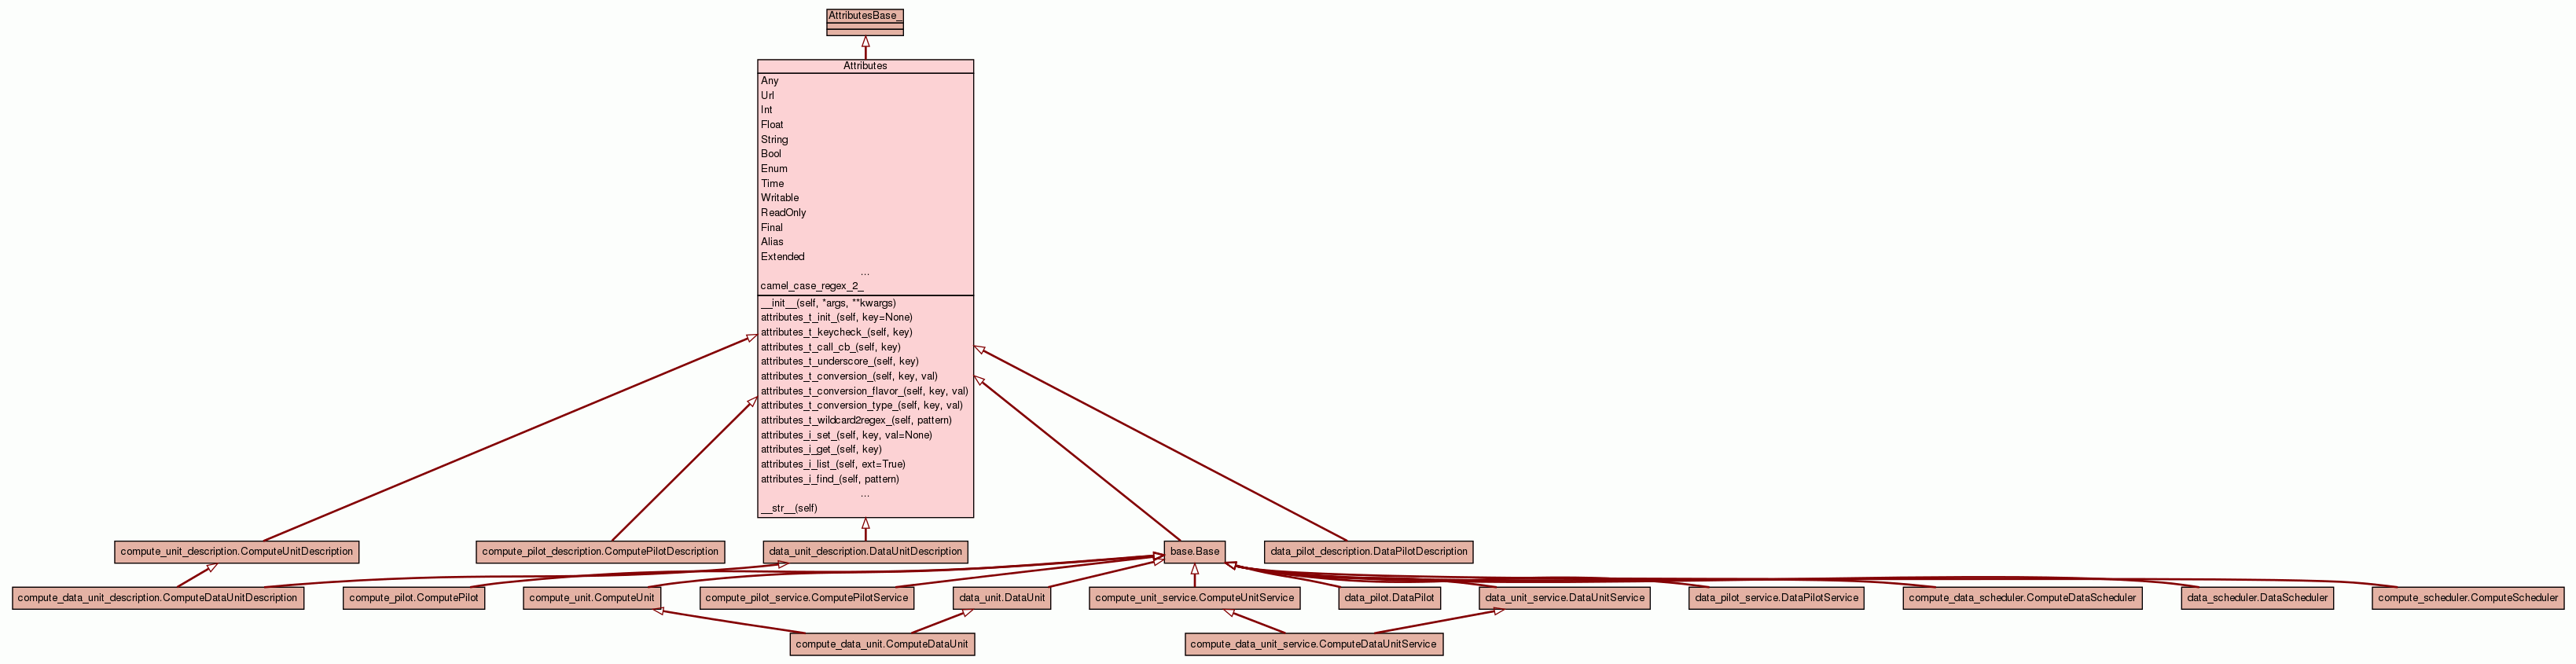 AttributesBase_
Attributes
Any
Url
Int
Float
String
Bool
Enum
Time
Writable
ReadOnly
Final
Alias
Extended
...
camel_case_regex_2_
__init__(self, *args, **kwargs)
attributes_t_init_(self, key=None)
attributes_t_keycheck_(self, key)
attributes_t_call_cb_(self, key)
attributes_t_underscore_(self, key)
attributes_t_conversion_(self, key, val)
attributes_t_conversion_flavor_(self, key, val)
attributes_t_conversion_type_(self, key, val)
attributes_t_wildcard2regex_(self, pattern)
attributes_i_set_(self, key, val=None)
attributes_i_get_(self, key)
attributes_i_list_(self, ext=True)
attributes_i_find_(self, pattern)
...
__str__(self)
compute_unit_description.ComputeUnitDescription
compute_pilot_description.ComputePilotDescription
data_unit_description.DataUnitDescription
base.Base
data_pilot_description.DataPilotDescription
compute_data_unit_description.ComputeDataUnitDescription
compute_pilot.ComputePilot
compute_unit.ComputeUnit
compute_pilot_service.ComputePilotService
data_unit.DataUnit
compute_unit_service.ComputeUnitService
data_pilot.DataPilot
data_unit_service.DataUnitService
data_pilot_service.DataPilotService
compute_data_scheduler.ComputeDataScheduler
data_scheduler.DataScheduler
compute_scheduler.ComputeScheduler
compute_data_unit.ComputeDataUnit
compute_data_unit_service.ComputeDataUnitService